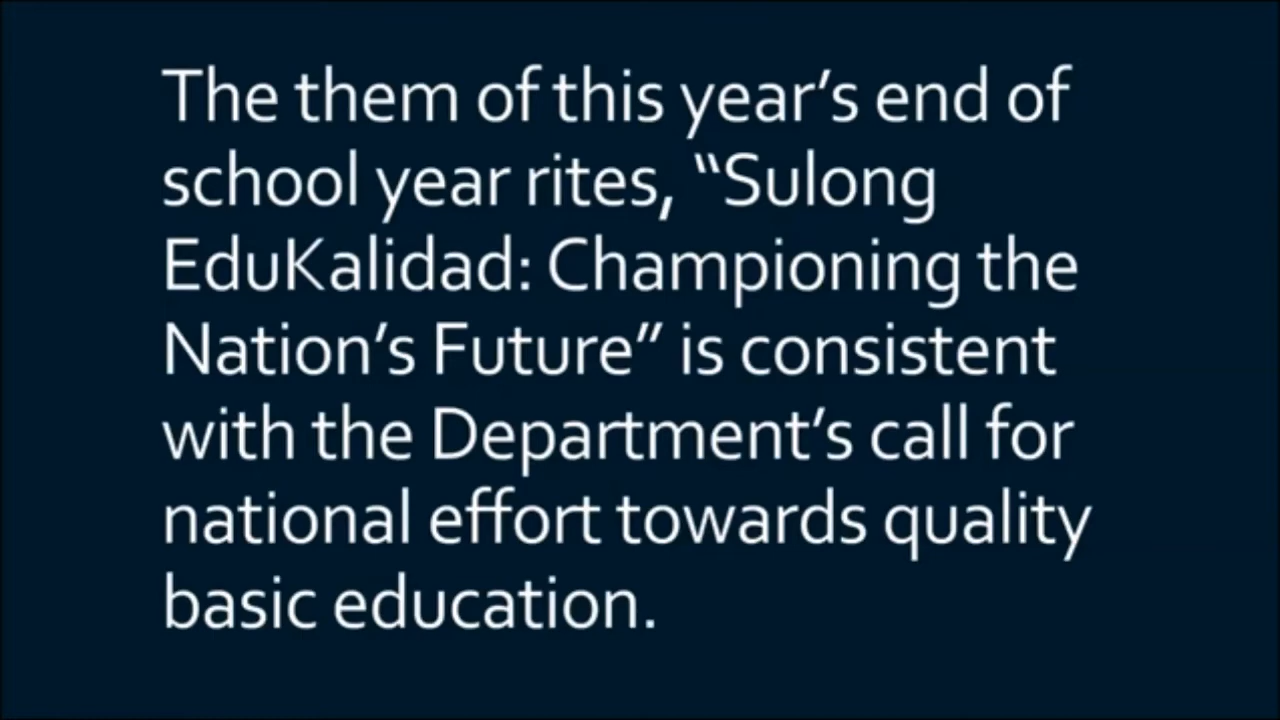 The them of this year’s end of
school year rites, “Sulong
EduKalidad: Championing the
Nation’s Future” is consistent
with the Department’s call for
national effort towards quality
basic education.